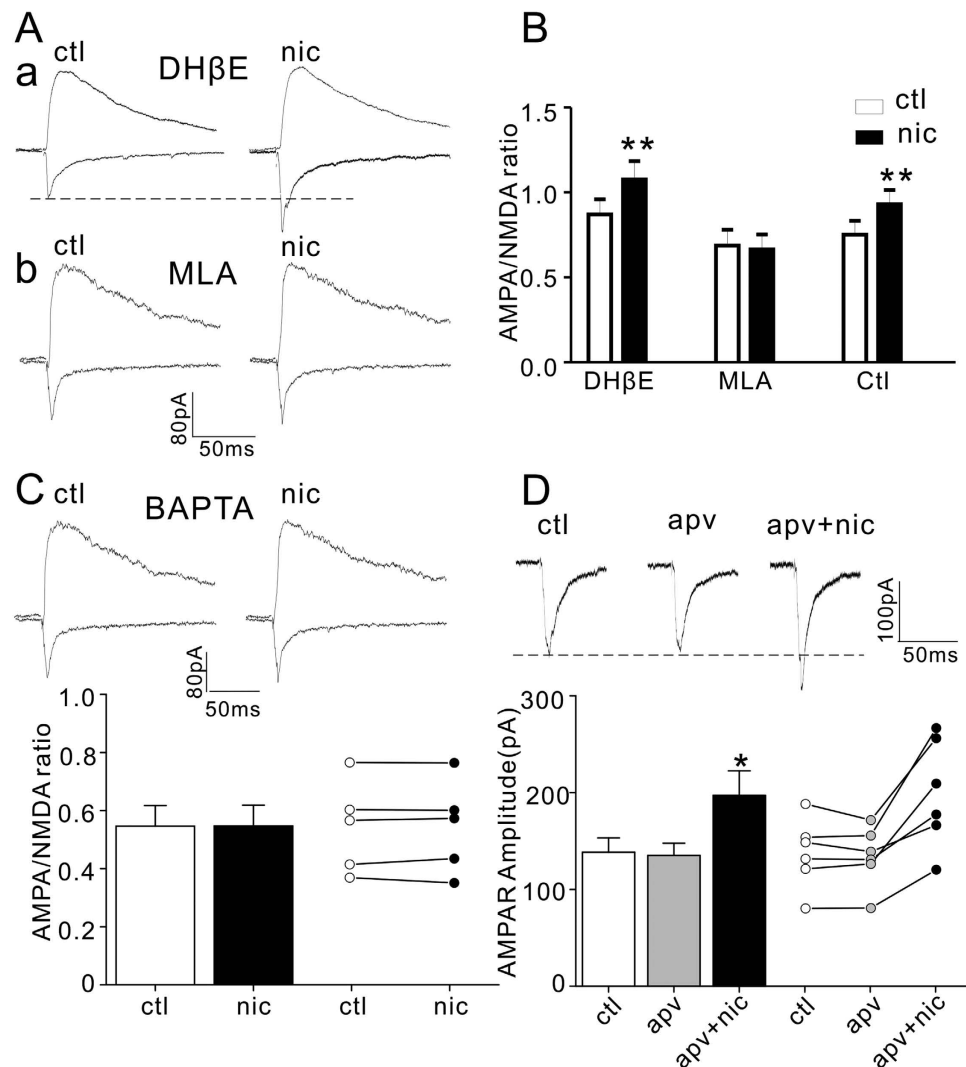 A
a
ctl
DHβE
nic
b
ctl
MLA
nic
80pA
50ms
B
ctl
nic
AMPA/NMDA ratio
1.5
1.0
0.5
0.0
**
**
DHβE
MLA
Ctl
C
ctl
BAPTA
nic
80pA
50ms
AMPA/NMDA ratio
1.0
0.8
0.6
0.4
0.2
0
ctl
nic
ctl
nic
D
ctl
apv
apv+nic
100pA
50ms
AMPAR Amplitude(pA)
300
200
100
0
*
ctl
apv
apv+nic
ctl
apv
apv+nic